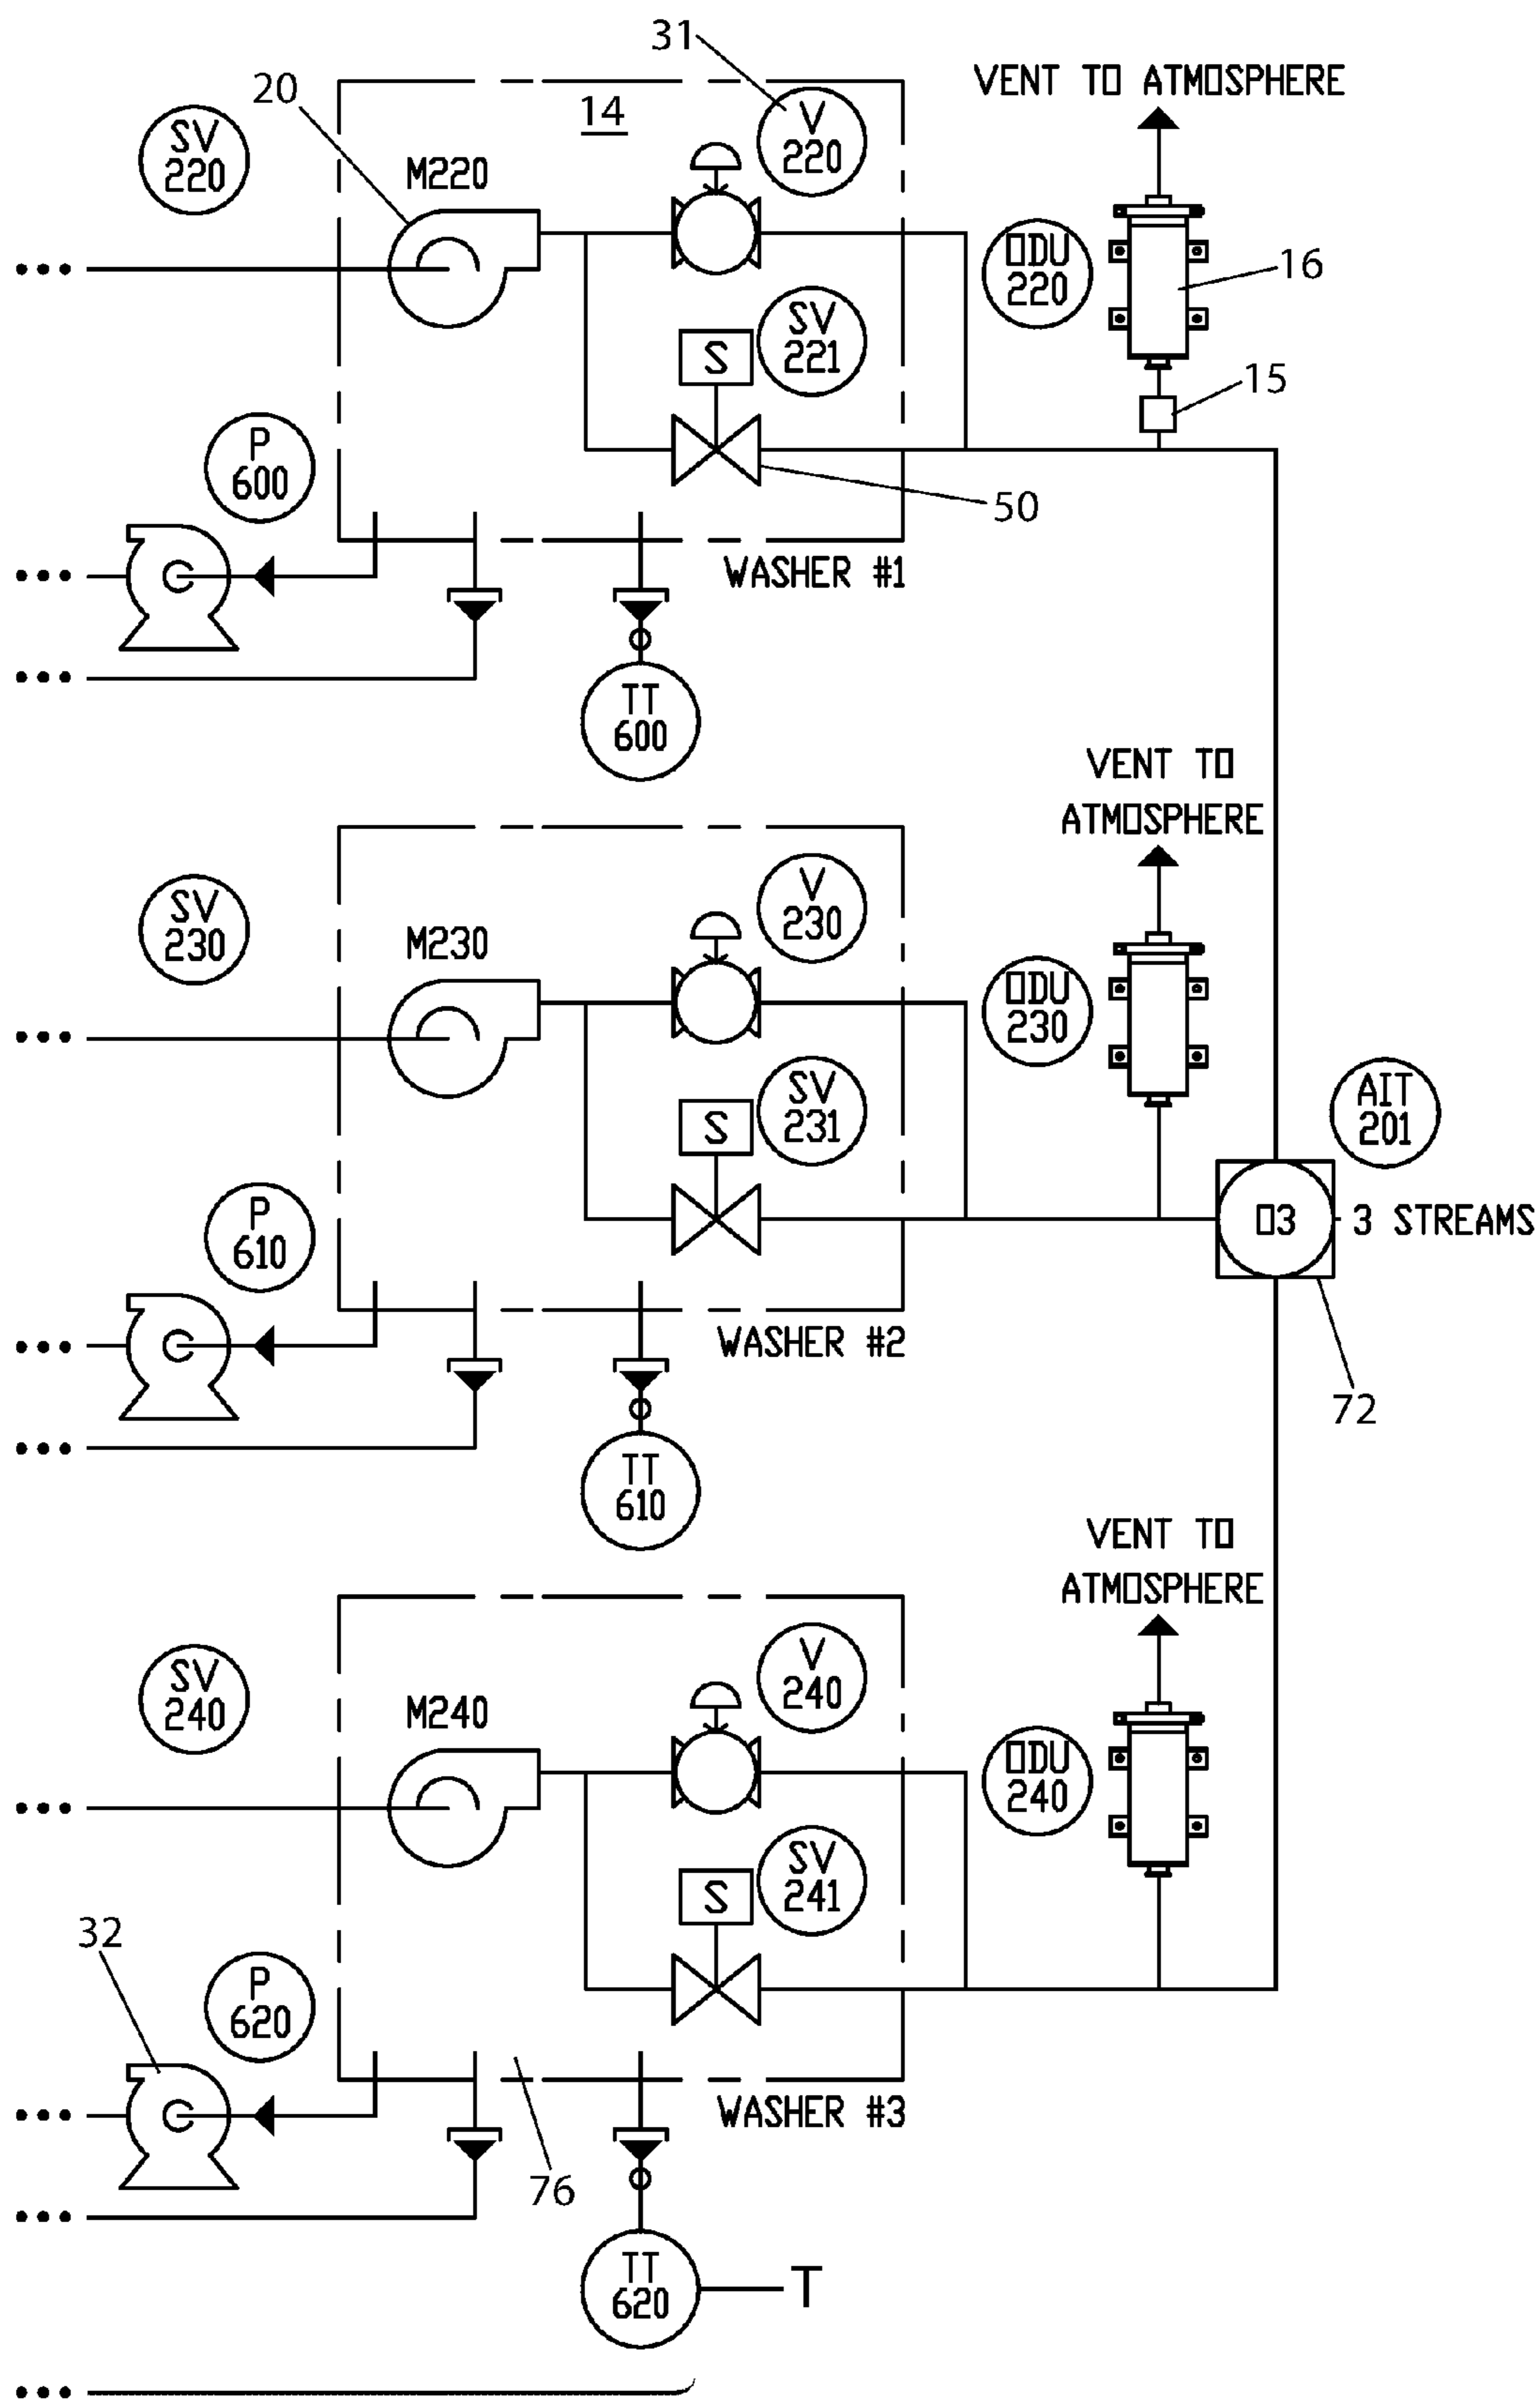 31
VENT TO ATMOSPHERE
20
14
V
220
SV
220
M220
ODU
220
16
SV
221
S
15
P
600
50
WASHER #1
TT
600
VENT TO
ATMOSPHERE
V
230
SV
230
M230
ODU
230
SV
231
S
AIT
201
P
610
O3
3 STREAMS
WASHER #2
72
TT
610
VENT TO
ATMOSPHERE
V
240
SV
240
M240
ODU
240
SV
241
S
32
P
620
WASHER #3
76
TT
620
T